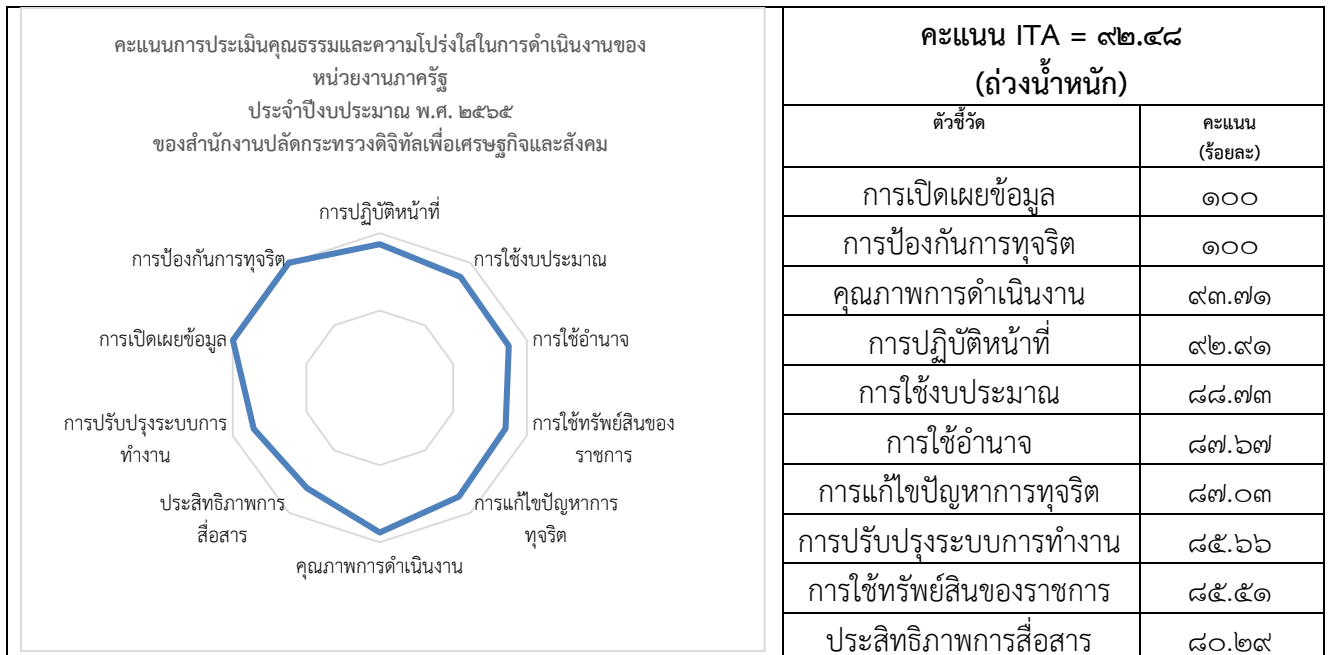 คะแนนการประเมินคุณธรรมและความโปร่งใสในการดำเนินงานของ
หน่วยงานภาครัฐ
ประจำปีงบประมาณ พ.ศ. ๒๕๖๕
ของสำนักงานปลัดกระทรวงดิจิทัลเพื่อเศรษฐกิจและสังคม
การปฏิบัติหน้าที่
การใช้งบประมาณ
การใช้อำนาจ
การใช้ทรัพย์สินของ
ราชการ
การแก้ไขปัญหาการ
ทุจริต
คุณภาพการดำเนินงาน
ประสิทธิภาพการ
สื่อสาร
การปรับปรุงระบบการ
ทำงาน
การเปิดเผยข้อมูล
การป้องกันการทุจริต
คะแนน ITA = ๙๒.๔๘
(ถ่วงน้ำหนัก)
ตัวชี้วัด คะแนน
(ร้อยละ)
การเปิดเผยข้อมูล ๑๐๐
การป้องกันการทุจริต ๑๐๐
คุณภาพการดำเนินงาน ๙๓.๗๑
การปฏิบัติหน้าที่ ๙๒.๙๑
การใช้งบประมาณ ๘๘.๗๓
การใช้อำนาจ ๘๗.๖๗
การแก้ไขปัญหาการทุจริต ๘๗.๐๓
การปรับปรุงระบบการทำงาน ๘๕.๖๖
การใช้ทรัพย์สินของราชการ ๘๕.๕๑
ประสิทธิภาพการสื่อสาร ๘๐.๒๙